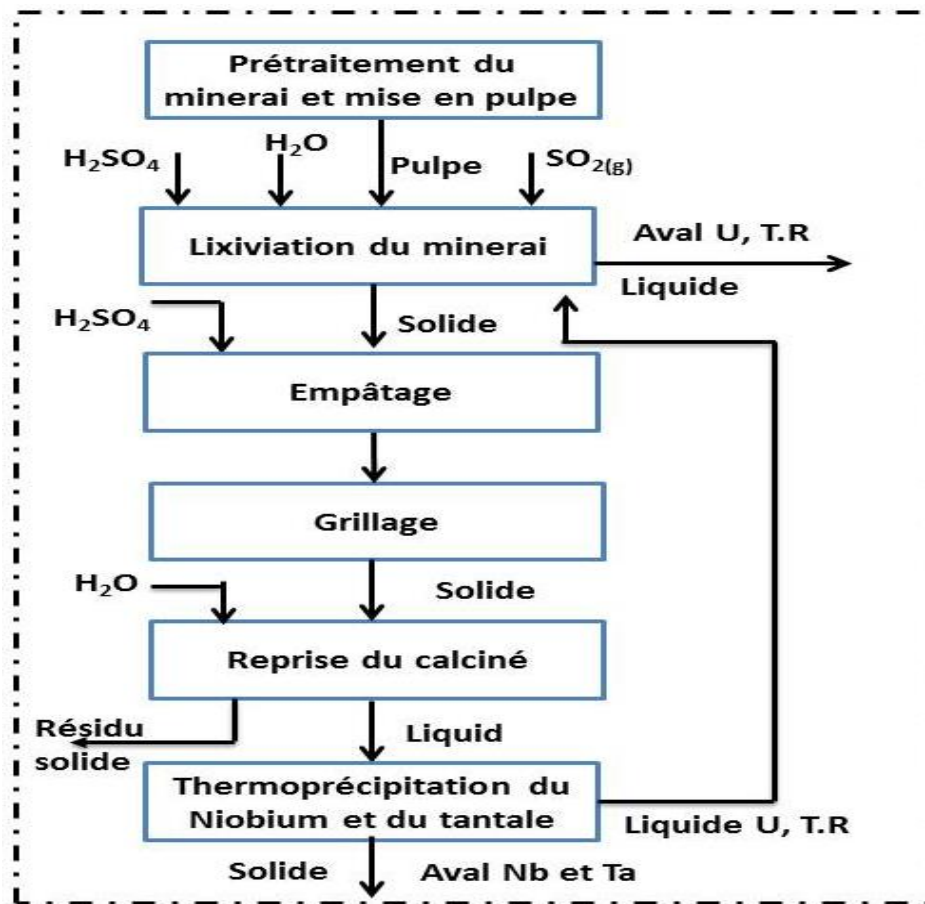 Prétraitement du
minerai et mise en pulpe
H₂SO₄
H₂O
Pulpe
SO₂(g)
Lixiviation du minerai
Aval U, T.R
Liquide
H₂SO₄
Solide
Empâtage
Grillage
H₂O
Solide
Reprise du calciné
Résidu
solide
Liquid
Thermoprécipitation du
Niobium et du tantale
Liquide U, T.R
Solide
Aval Nb et Ta